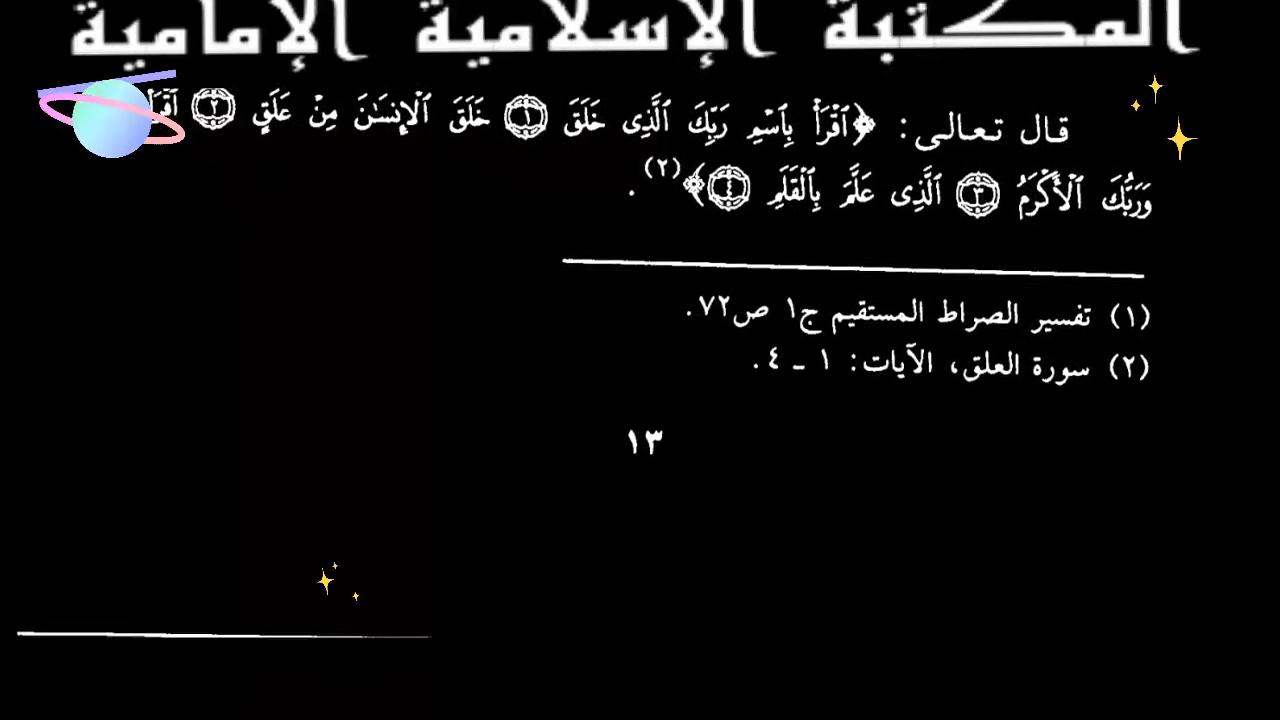 المكتبة الإسلامية الإمامية
قال تعالى: ﴿ٱقْرَأْ بِٱسْمِ رَبِّكَ ٱلَّذِى خَلَقَ ۝١ خَلَقَ ٱلْإِنسَـٰنَ مِنْ عَلَقٍ ۝٢
وَرَبُّكَ ٱلْأَكْرَمُ ۝٣ ٱلَّذِى عَلَّمَ بِٱلْقَلَمِ ۝٤﴾(٢).
(١) تفسير الصراط المستقيم ج١ ص٧٢.
(٢) سورة العلق، الآيات: ١ ـ ٤.
١٣